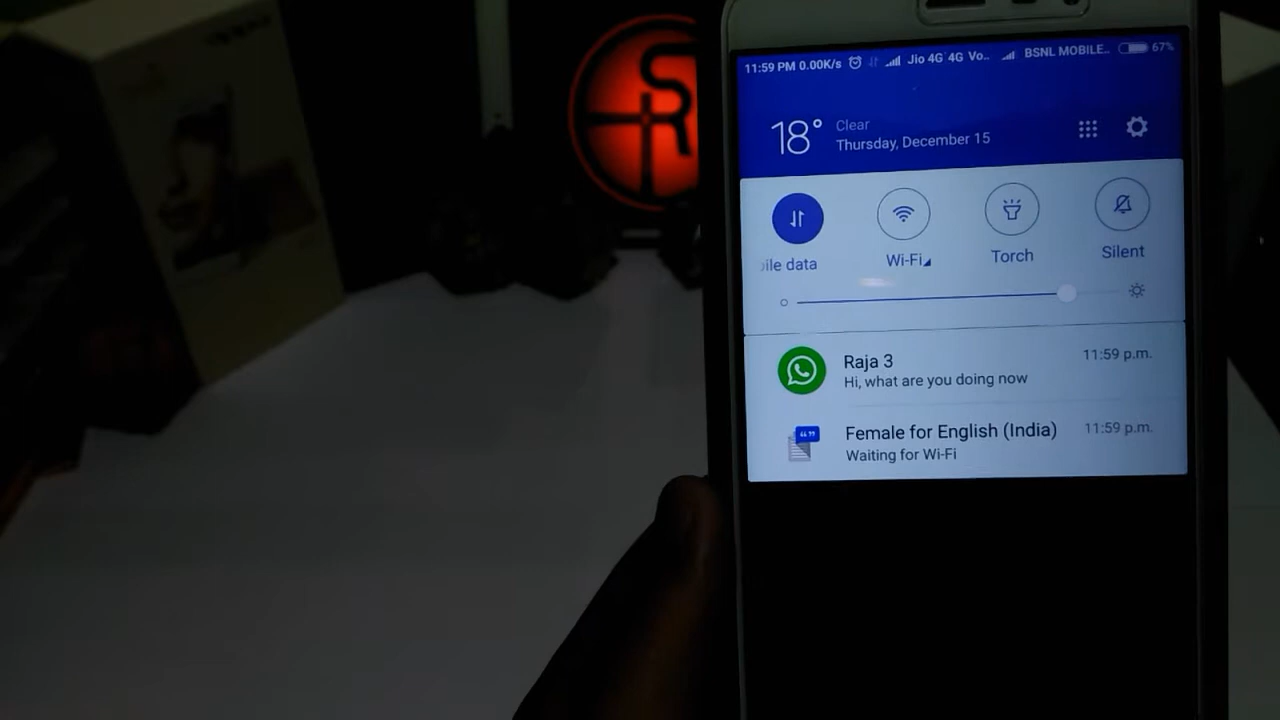 11:59 PM 0.00K/s Jio 4G 4G Vo.. BSNL MOBILE.. 67%
18° Clear
Thursday, December 15
ile data Wi-Fi Torch Silent
Raja 3 11:59 p.m.
Hi, what are you doing now
Female for English (India) 11:59 p.m.
Waiting for Wi-Fi
SR